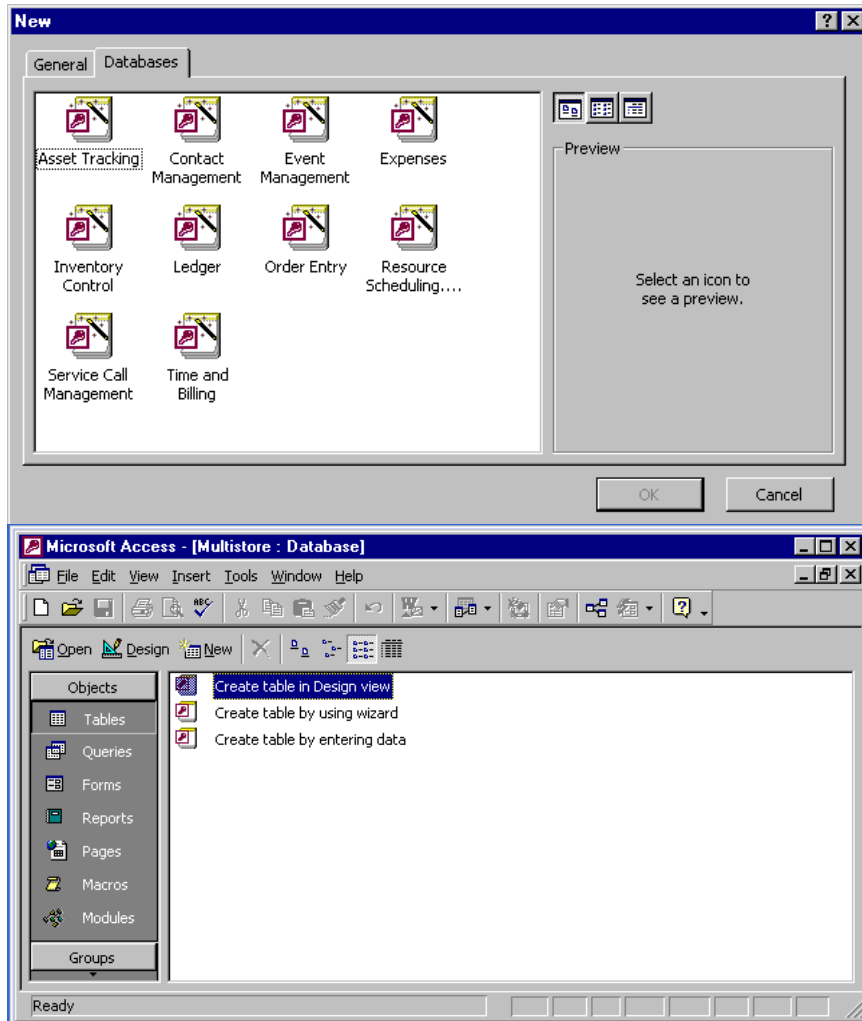 New
General Databases
Asset Tracking Contact Management Event Management Expenses
Inventory Control Ledger Order Entry Resource Scheduling....
Service Call Management Time and Billing
Preview
Select an icon to
see a preview.
OK Cancel
Microsoft Access - [Multistore : Database]
File Edit View Insert Tools Window Help
Open Design New
Objects
Tables
Queries
Forms
Reports
Pages
Macros
Modules
Groups
Create table in Design view
Create table by using wizard
Create table by entering data
Ready